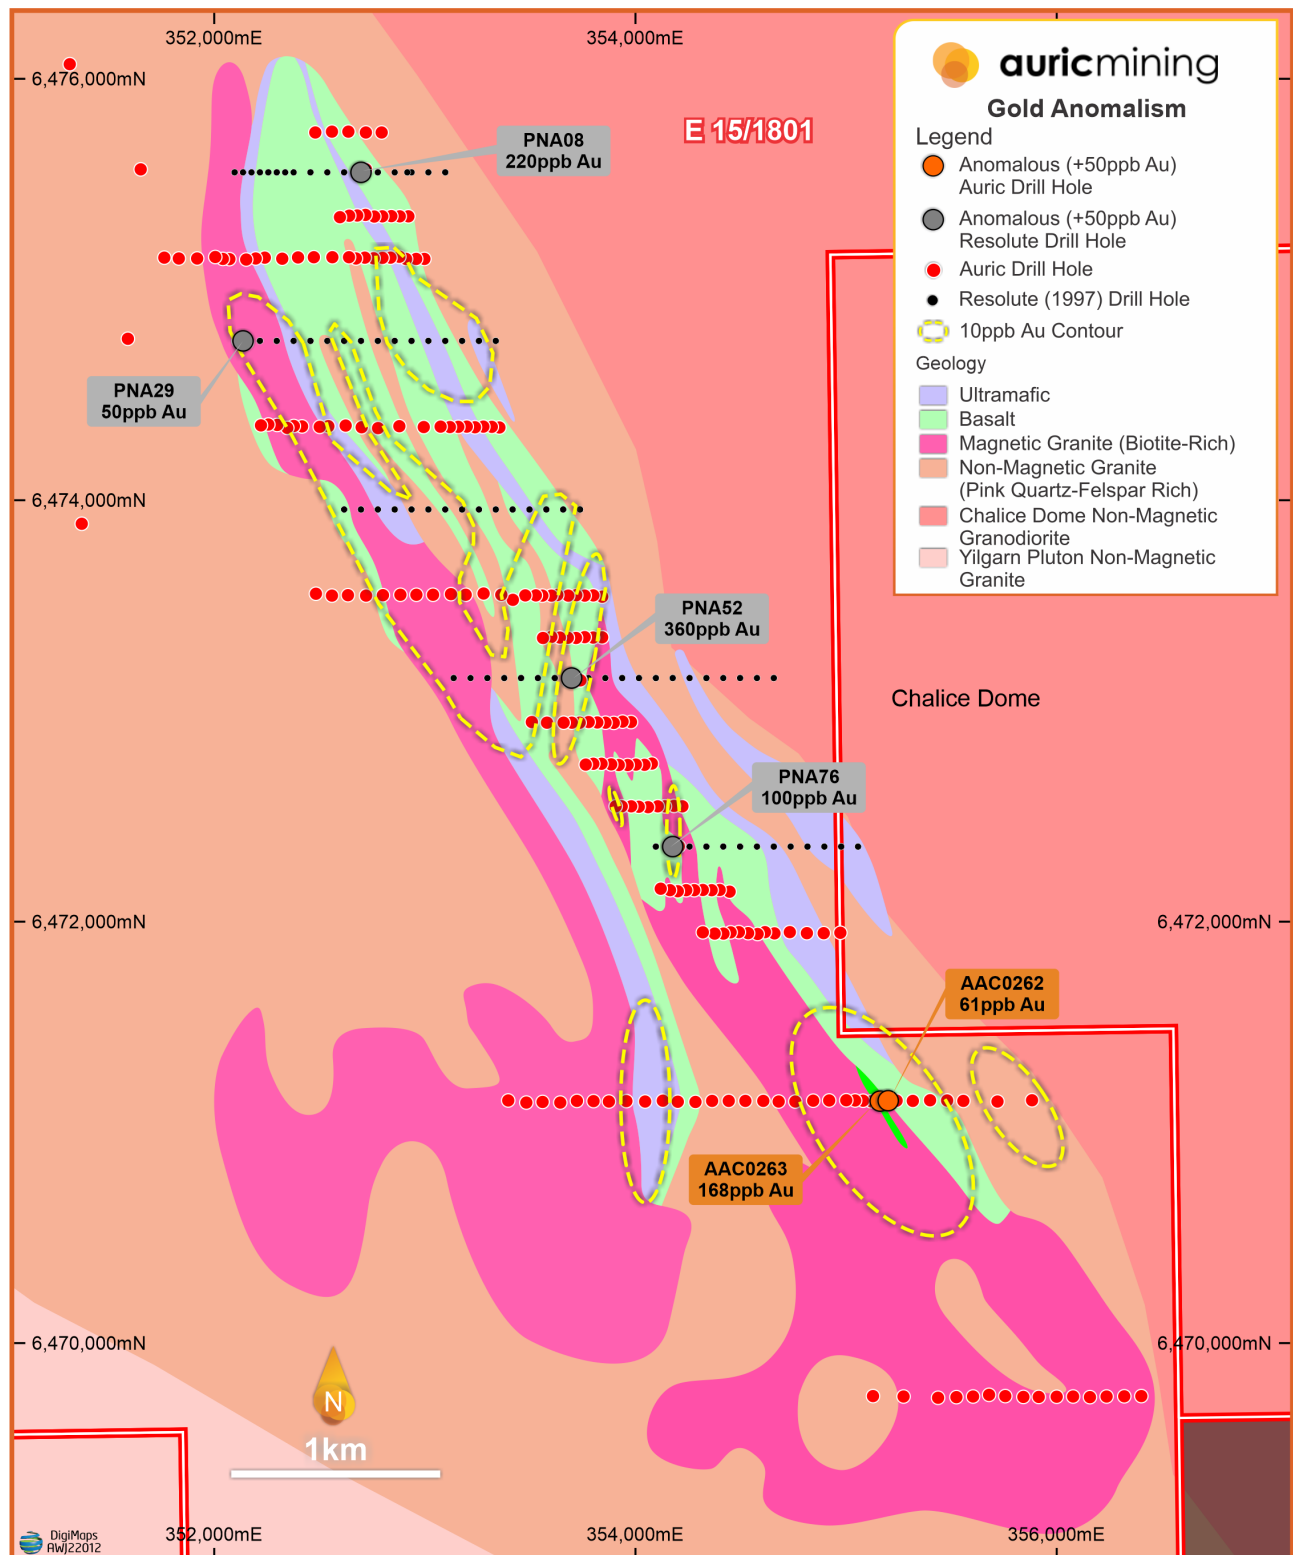 352,000mE
354,000mE
6,476,000mN
auricmining
Gold Anomalism
Legend
Anomalous (+50ppb Au)
Auric Drill Hole
Anomalous (+50ppb Au)
Resolute Drill Hole
Auric Drill Hole
Resolute (1997) Drill Hole
10ppb Au Contour
Geology
Ultramafic
Basalt
Magnetic Granite (Biotite-Rich)
Non-Magnetic Granite
(Pink Quartz-Felspar Rich)
Chalice Dome Non-Magnetic
Granodiorite
Yilgarn Pluton Non-Magnetic
Granite
E 15/1801
PNA08
220ppb Au
PNA29
50ppb Au
6,474,000mN
PNA52
360ppb Au
Chalice Dome
PNA76
100ppb Au
6,472,000mN
6,472,000mN
AAC0262
61ppb Au
AAC0263
168ppb Au
6,470,000mN
6,470,000mN
N
1km
DigiMaps
AWJ22012
352,000mE
354,000mE
356,000mE